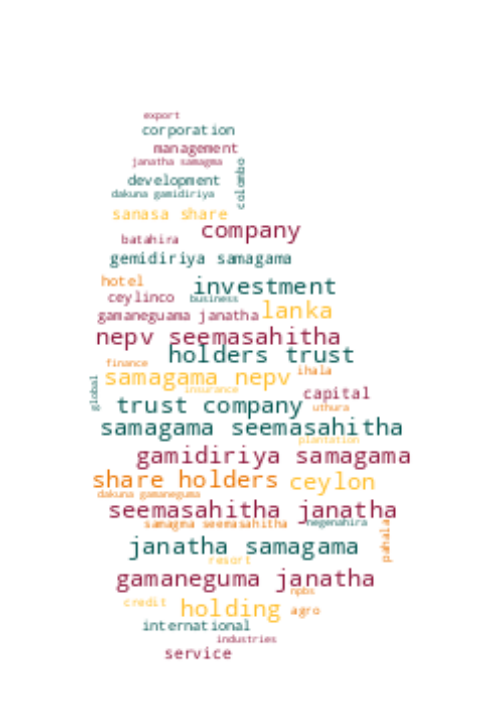 export
corporation
management
janatha samagma
colombo
development
dakuna gamidiriya
sanasa share
company
batahira
gemidiriya samagama
hotel
investment
ceylinco
business
lanka
gamaneguama janatha
nepv seemasahitha
holders trust
finance
ihala
samagama nepv
global
insurance
capital
trust company
uthura
samagama seemasahitha
plantation
gamidiriya samagama
share holders
ceylon
dakuna gamaneguma
seemasahitha janatha
samagma seemasahitha
negenahira
pahala
janatha samagama
resort
gamaneguma janatha
npbs
credit
holding
agro
international
industries
service